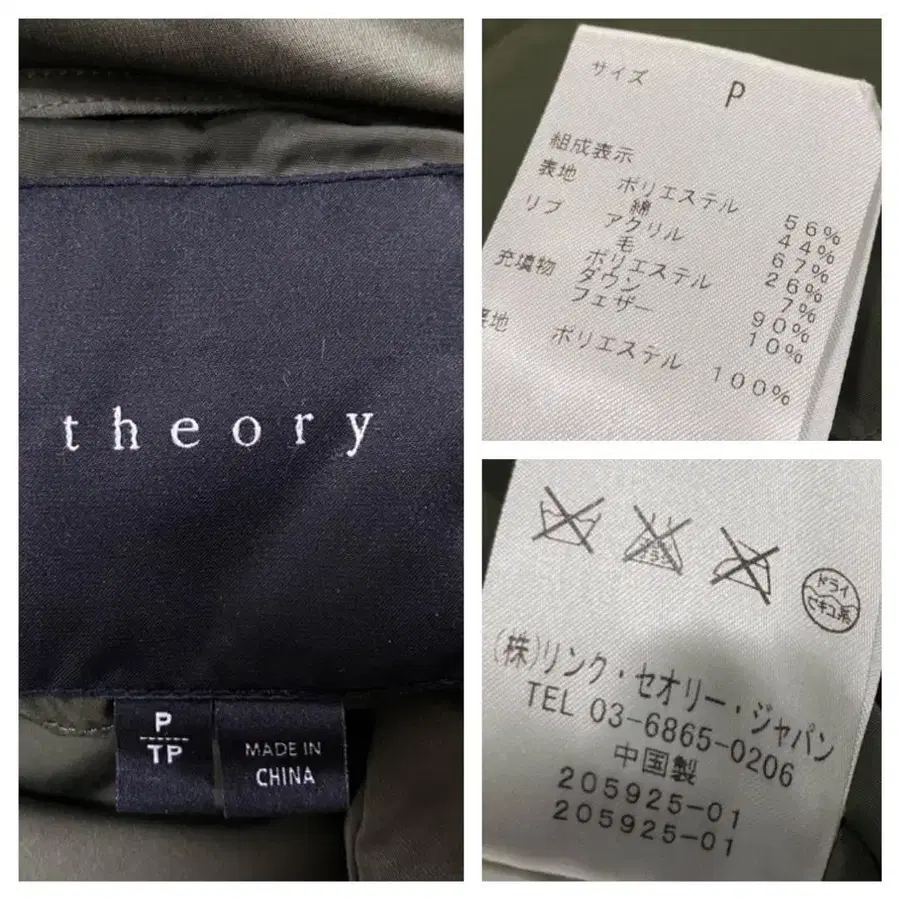 theory
P
TP
MADE IN
CHINA
サイズ P
組成表示
表地 ポリエステル 56%
綿 44%
リブ アクリル 67%
毛 26%
ポリエステル 7%
充填物 ダウン 90%
フェザー 10%
裏地 ポリエステル 100%
ドライ
セキユ系
(株)リンク・セオリー・ジャパン
TEL 03-6865-0206
中国製
205925-01
205925-01